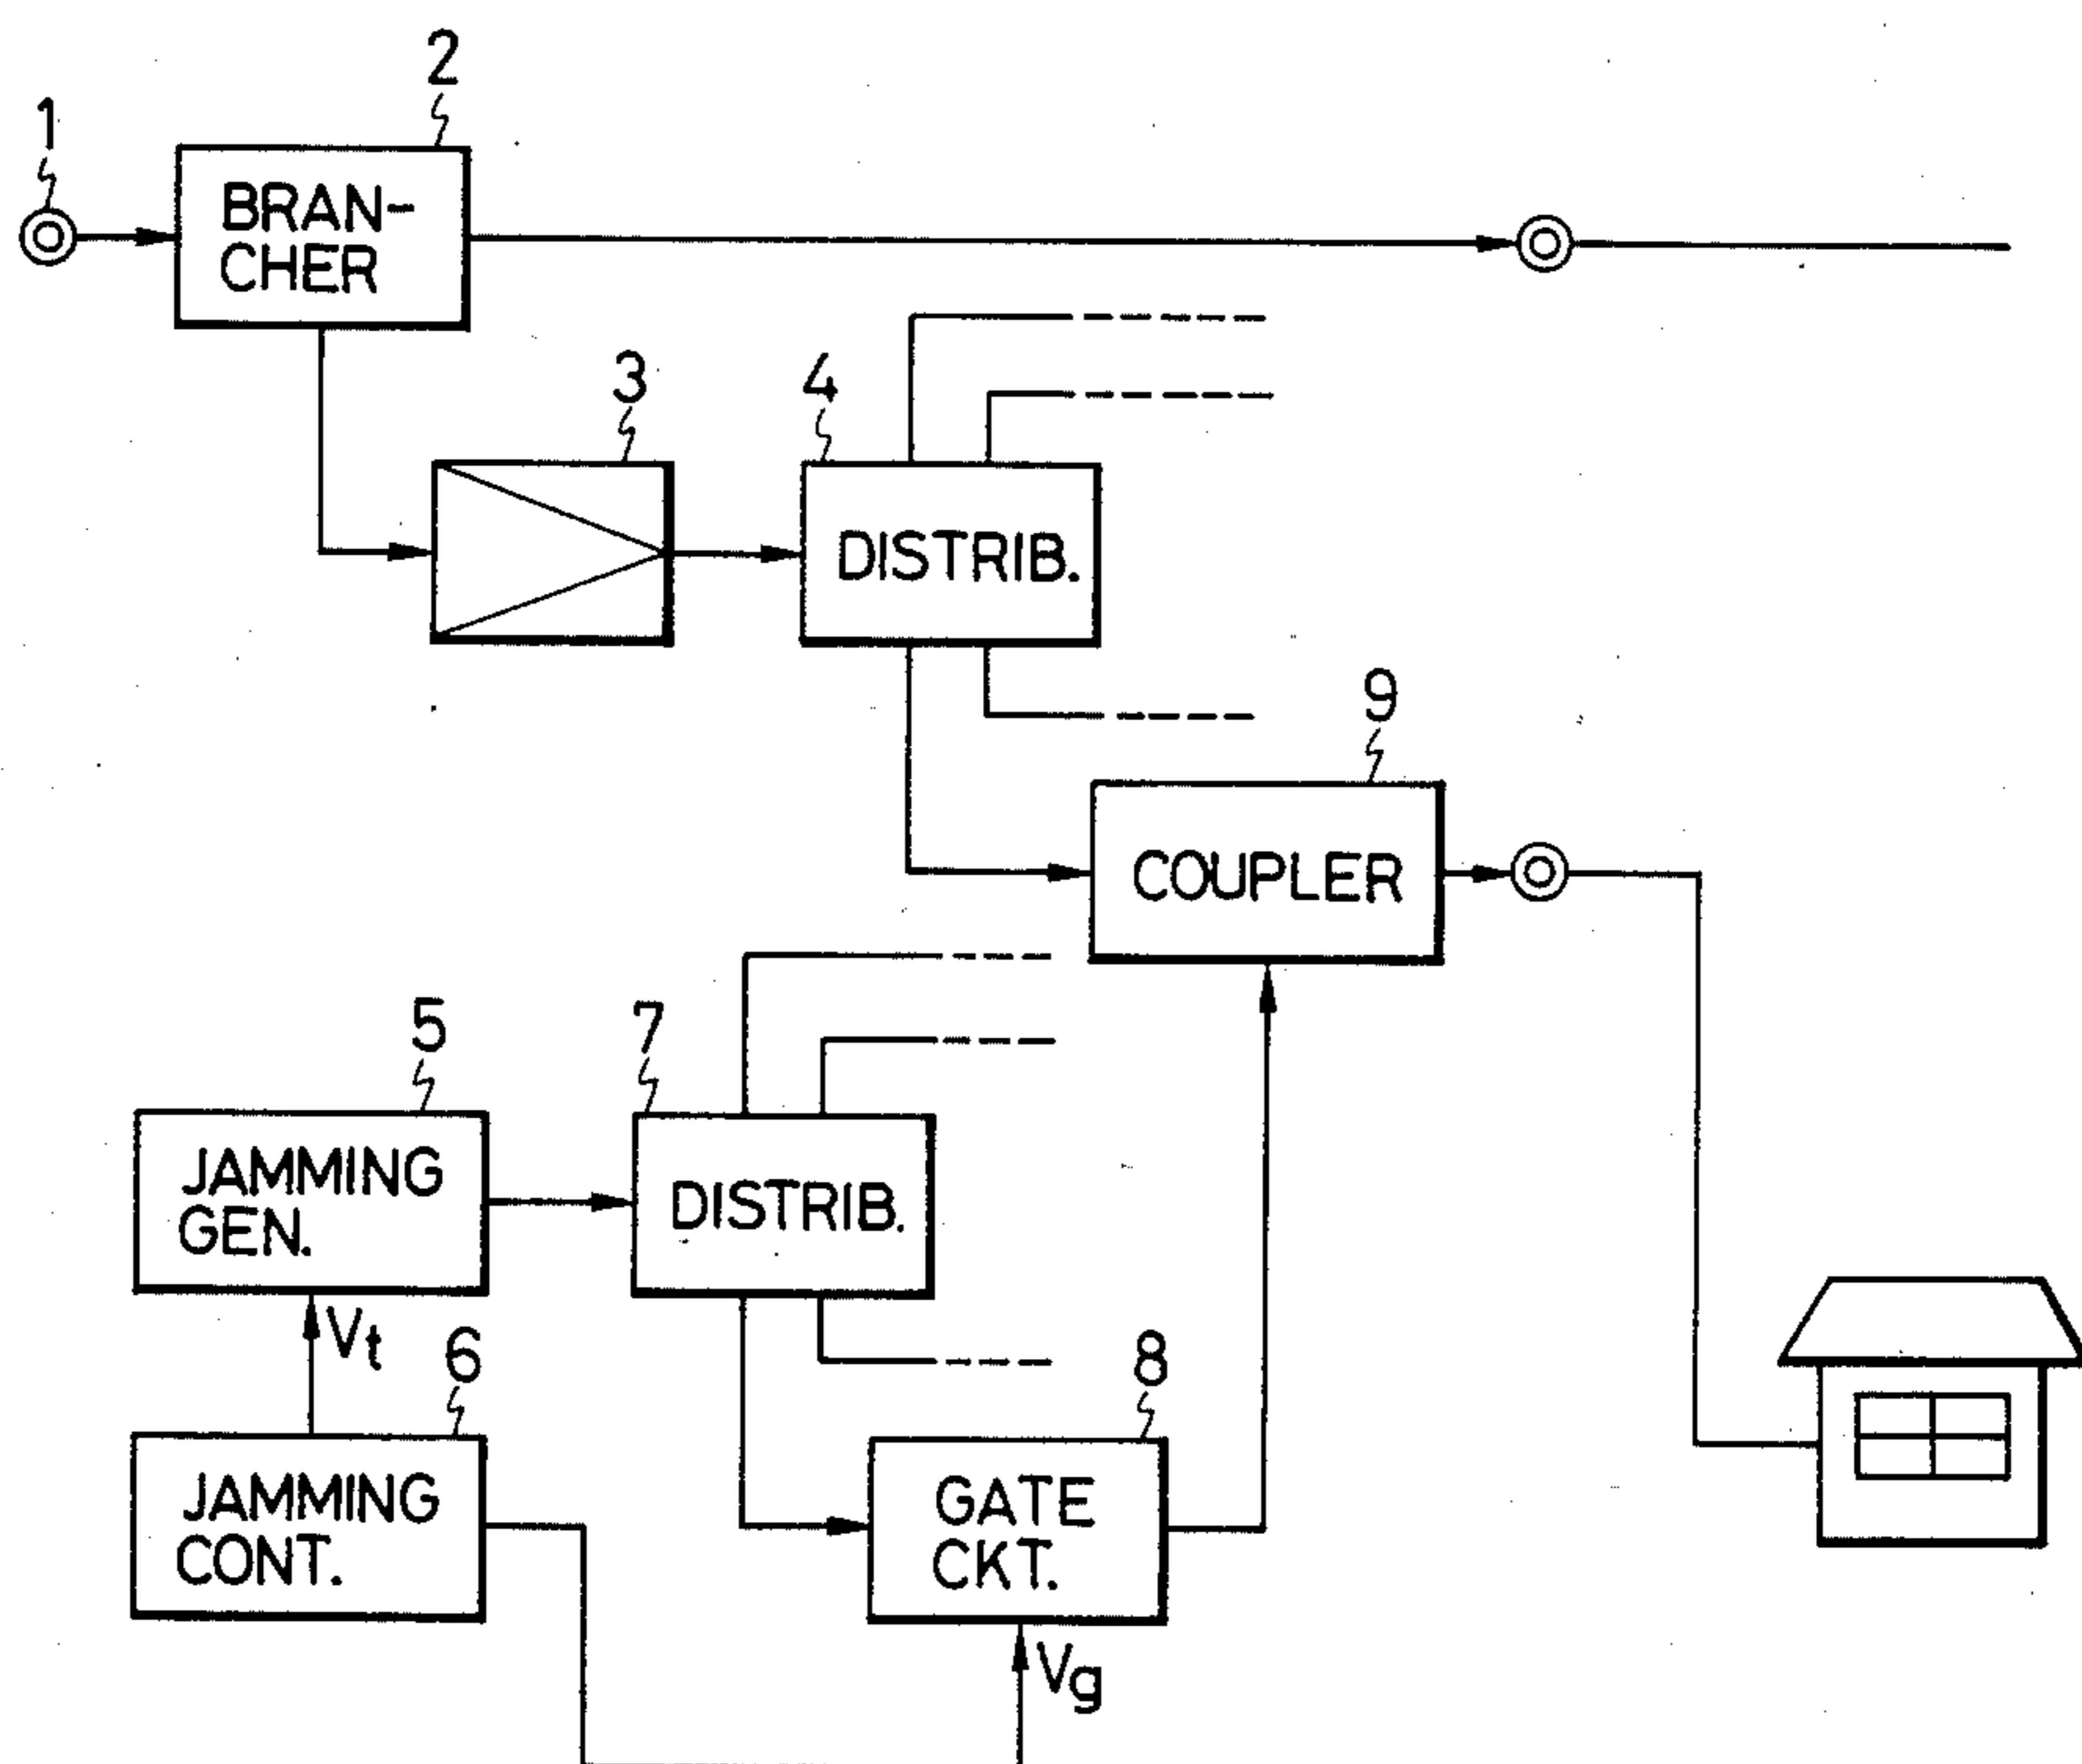 1
2
BRAN-
CHER
3
4
DISTRIB.
9
COUPLER
5
7
JAMMING
GEN.
DISTRIB.
Vt
6
8
JAMMING
CONT.
GATE
CKT.
Vg